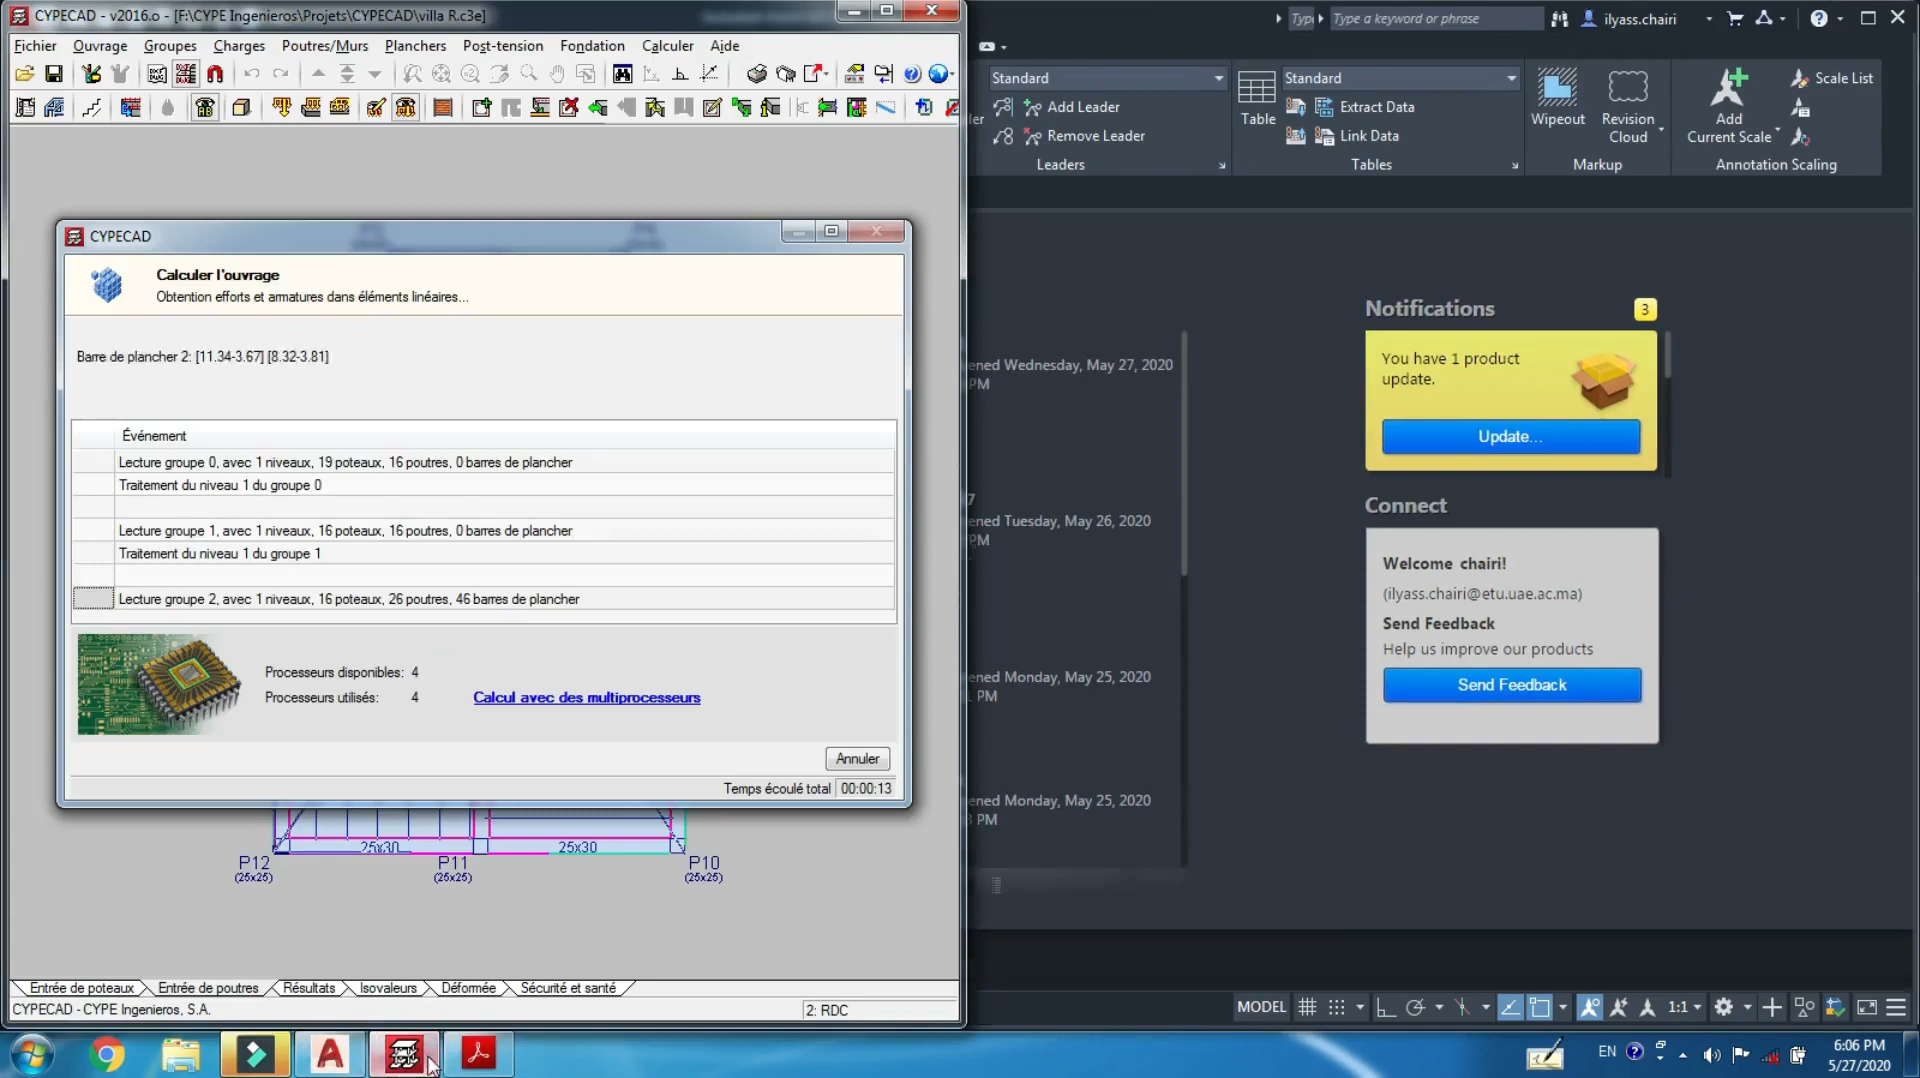 CYPECAD - v2016.o - [F:\CYPE Ingenieros\Projets\CYPECAD\villa R.c3e]
Fichier Ouvrage Groupes Charges Poutres/Murs Planchers Post-tension Fondation Calculer Aide
CYPECAD
Calculer l'ouvrage
Obtention efforts et armatures dans éléments linéaires...
Barre de plancher 2: [11.34-3.67] [8.32-3.81]
Événement
Lecture groupe 0, avec 1 niveaux, 19 poteaux, 16 poutres, 0 barres de plancher
Traitement du niveau 1 du groupe 0
Lecture groupe 1, avec 1 niveaux, 16 poteaux, 16 poutres, 0 barres de plancher
Traitement du niveau 1 du groupe 1
Lecture groupe 2, avec 1 niveaux, 16 poteaux, 26 poutres, 46 barres de plancher
Processeurs disponibles: 4
Processeurs utilisés: 4
Calcul avec des multiprocesseurs
Annuler
Temps écoulé total 00:00:13
25x30 25x30
P12 P11 P10
(25x25) (25x25) (25x25)
Entrée de poteaux Entrée de poutres Résultats Isovaleurs Déformée Sécurité et santé
CYPECAD - CYPE Ingenieros, S.A.
2: RDC
Type a keyword or phrase
ilyass.chairi
Standard
Add Leader
Remove Leader
Leaders
Table
Standard
Extract Data
Link Data
Tables
Wipeout
Revision
Cloud
Markup
Add
Current Scale
Scale List
Annotation Scaling
ened Wednesday, May 27, 2020
PM
7
ened Tuesday, May 26, 2020
PM
ened Monday, May 25, 2020
PM
ened Monday, May 25, 2020
PM
Notifications
3
You have 1 product
update.
Update...
Connect
Welcome chairi!
(ilyass.chairi@etu.uae.ac.ma)
Send Feedback
Help us improve our products
Send Feedback
MODEL
1:1
EN
6:06 PM
5/27/2020